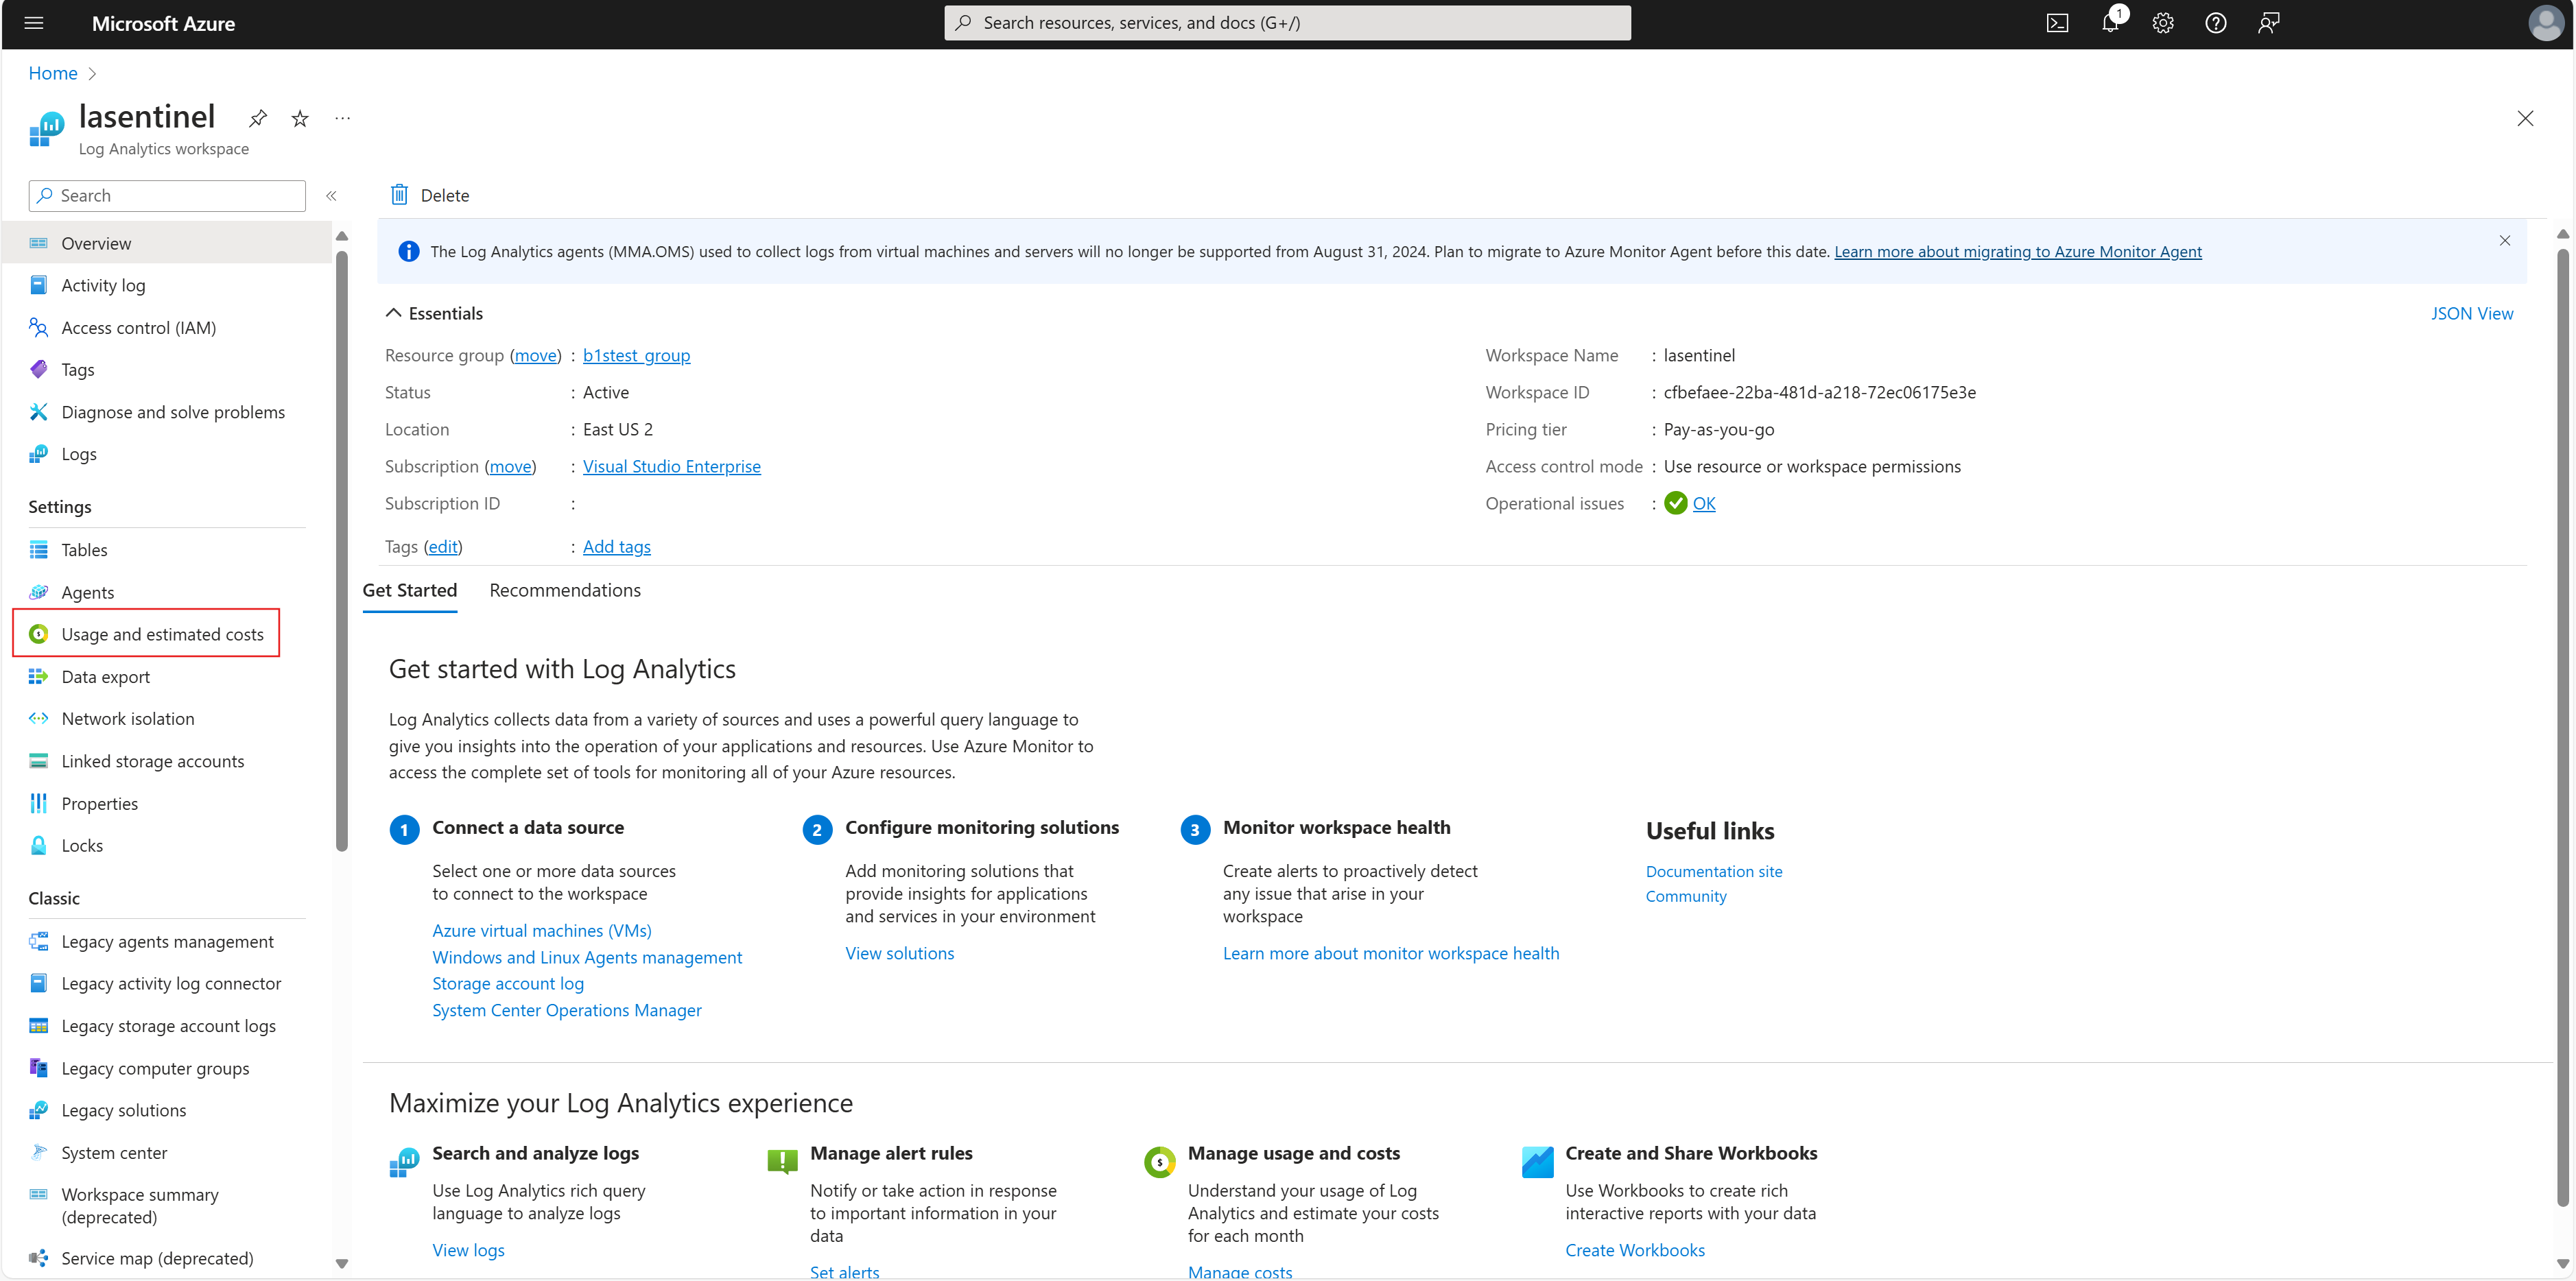 Microsoft Azure
Search resources, services, and docs (G+/)
1
Home
lasentinel
Log Analytics workspace
Search
Overview
Activity log
Access control (IAM)
Tags
Diagnose and solve problems
Logs
Settings
Tables
Agents
Usage and estimated costs
Data export
Network isolation
Linked storage accounts
Properties
Locks
Classic
Legacy agents management
Legacy activity log connector
Legacy storage account logs
Legacy computer groups
Legacy solutions
System center
Workspace summary
(deprecated)
Service map (deprecated)
Delete
The Log Analytics agents (MMA.OMS) used to collect logs from virtual machines and servers will no longer be supported from August 31, 2024. Plan to migrate to Azure Monitor Agent before this date. Learn more about migrating to Azure Monitor Agent
Essentials
JSON View
Resource group (move) : b1stest_group
Status : Active
Location : East US 2
Subscription (move) : Visual Studio Enterprise
Subscription ID :
Tags (edit) : Add tags
Workspace Name : lasentinel
Workspace ID : cfbefaee-22ba-481d-a218-72ec06175e3e
Pricing tier : Pay-as-you-go
Access control mode : Use resource or workspace permissions
Operational issues : OK
Get Started Recommendations
Get started with Log Analytics
Log Analytics collects data from a variety of sources and uses a powerful query language to
give you insights into the operation of your applications and resources. Use Azure Monitor to
access the complete set of tools for monitoring all of your Azure resources.
1 Connect a data source
Select one or more data sources
to connect to the workspace
Azure virtual machines (VMs)
Windows and Linux Agents management
Storage account log
System Center Operations Manager
2 Configure monitoring solutions
Add monitoring solutions that
provide insights for applications
and services in your environment
View solutions
3 Monitor workspace health
Create alerts to proactively detect
any issue that arise in your
workspace
Learn more about monitor workspace health
Useful links
Documentation site
Community
Maximize your Log Analytics experience
Search and analyze logs
Use Log Analytics rich query
language to analyze logs
View logs
Manage alert rules
Notify or take action in response
to important information in your
data
Set alerts
Manage usage and costs
Understand your usage of Log
Analytics and estimate your costs
for each month
Manage costs
Create and Share Workbooks
Use Workbooks to create rich
interactive reports with your data
Create Workbooks